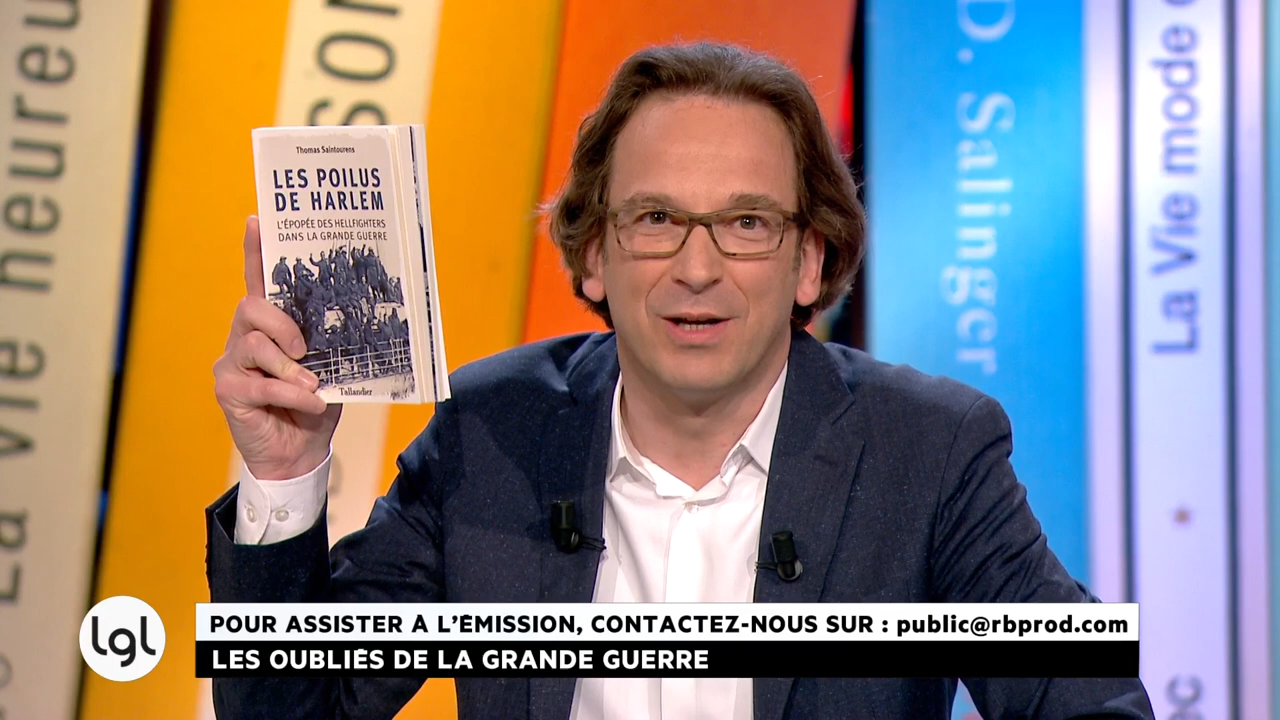 La Vie heureu
SON
D. Salinger
La Vie mode
Thomas Saintourens
LES POILUS
DE HARLEM
L'ÉPOPÉE DES HELLFIGHTERS
DANS LA GRANDE GUERRE
Tallandier
lgl
POUR ASSISTER À L'ÉMISSION, CONTACTEZ-NOUS SUR : public@rbprod.com
LES OUBLIÉS DE LA GRANDE GUERRE